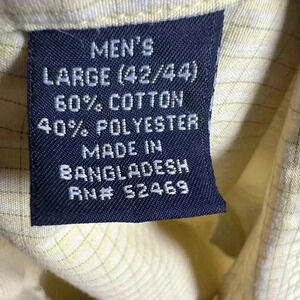 MEN'S
LARGE (42/44)
60% COTTON
40% POLYESTER
MADE IN
BANGLADESH
RN# 52469